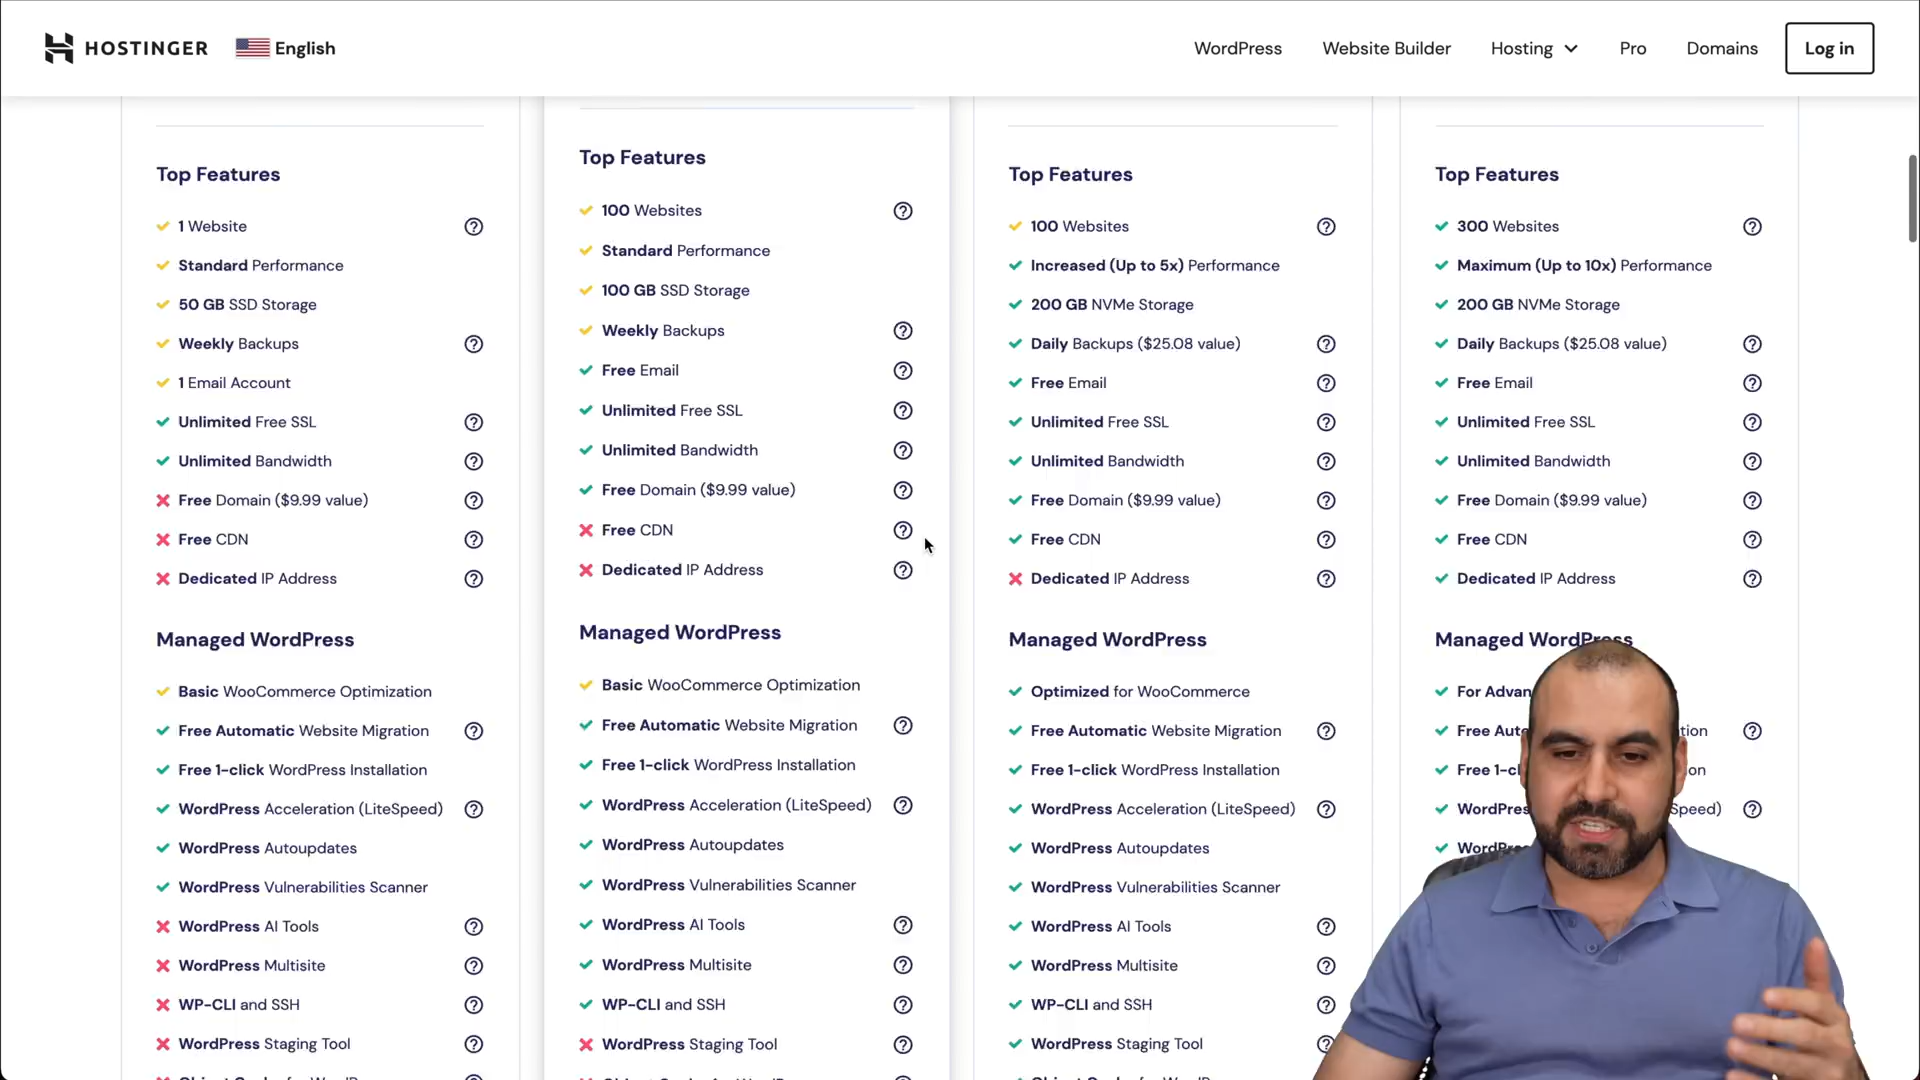 HOSTINGER English WordPress Website Builder Hosting Pro Domains Log in
Top Features
1 Website
Standard Performance
50 GB SSD Storage
Weekly Backups
1 Email Account
Unlimited Free SSL
Unlimited Bandwidth
Free Domain ($9.99 value)
Free CDN
Dedicated IP Address
Managed WordPress
Basic WooCommerce Optimization
Free Automatic Website Migration
Free 1-click WordPress Installation
WordPress Acceleration (LiteSpeed)
WordPress Autoupdates
WordPress Vulnerabilities Scanner
WordPress AI Tools
WordPress Multisite
WP-CLI and SSH
WordPress Staging Tool
Top Features
100 Websites
Standard Performance
100 GB SSD Storage
Weekly Backups
Free Email
Unlimited Free SSL
Unlimited Bandwidth
Free Domain ($9.99 value)
Free CDN
Dedicated IP Address
Managed WordPress
Basic WooCommerce Optimization
Free Automatic Website Migration
Free 1-click WordPress Installation
WordPress Acceleration (LiteSpeed)
WordPress Autoupdates
WordPress Vulnerabilities Scanner
WordPress AI Tools
WordPress Multisite
WP-CLI and SSH
WordPress Staging Tool
Top Features
100 Websites
Increased (Up to 5x) Performance
200 GB NVMe Storage
Daily Backups ($25.08 value)
Free Email
Unlimited Free SSL
Unlimited Bandwidth
Free Domain ($9.99 value)
Free CDN
Dedicated IP Address
Managed WordPress
Optimized for WooCommerce
Free Automatic Website Migration
Free 1-click WordPress Installation
WordPress Acceleration (LiteSpeed)
WordPress Autoupdates
WordPress Vulnerabilities Scanner
WordPress AI Tools
WordPress Multisite
WP-CLI and SSH
WordPress Staging Tool
Top Features
300 Websites
Maximum (Up to 10x) Performance
200 GB NVMe Storage
Daily Backups ($25.08 value)
Free Email
Unlimited Free SSL
Unlimited Bandwidth
Free Domain ($9.99 value)
Free CDN
Dedicated IP Address
Managed WordPress
For
Free
Free